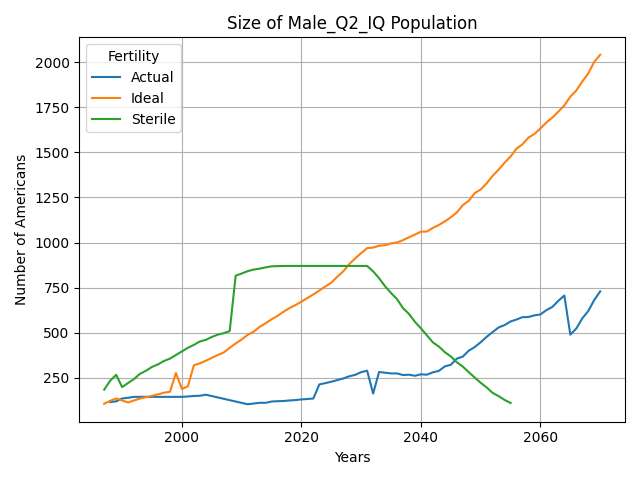 Size of Male_Q2_IQ Population
Fertility
Actual
Ideal
Sterile
Number of Americans
2000
1750
1500
1250
1000
750
500
250
2000
2020
2040
2060
Years